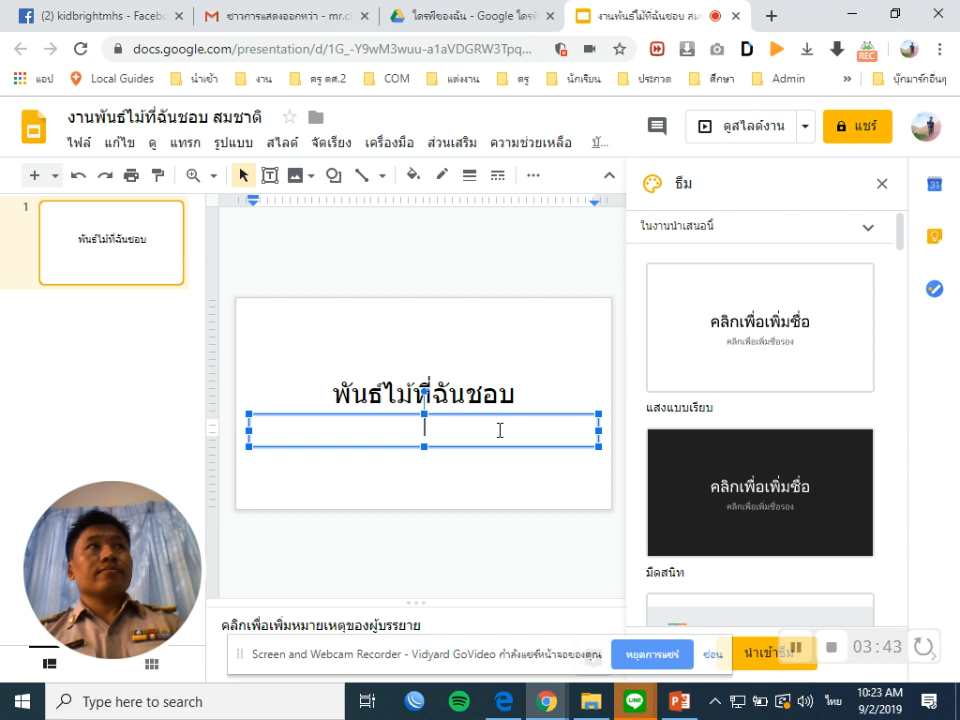 (2) kidbrightmhs - Faceb
ข่าวการแสดงออกหว่า - mr.c
ไดรฟ์ของฉัน - Google ไดรฟ์
งานพันธ์ไม้ที่ฉันชอบ สม
docs.google.com/presentation/d/1G_-Y9wM3wuu-a1aVDGRW3Tpq...
REC
แอป
Local Guides
นำเข้า
งาน
ครู ศศ.2
COM
แต่งงาน
ครู
นักเรียน
ประกวด
ศึกษา
Admin
»
บุ๊กมาร์กอื่นๆ
งานพันธ์ไม้ที่ฉันชอบ สมชาติ
ไฟล์ แก้ไข ดู แทรก รูปแบบ สไลด์ จัดเรียง เครื่องมือ ส่วนเสริม ความช่วยเหลือ
ดูสไลด์งาน
แชร์
31
ธีม
ในงานนำเสนอนี้
1
พันธ์ไม้ที่ฉันชอบ
พันธ์ไม้ที่ฉันชอบ
คลิกเพื่อเพิ่มชื่อ
คลิกเพื่อเพิ่มชื่อรอง
แสงแบบเรียบ
คลิกเพื่อเพิ่มชื่อ
คลิกเพื่อเพิ่มชื่อรอง
มืดสนิท
คลิกเพื่อเพิ่มหมายเหตุของผู้บรรยาย
Screen and Webcam Recorder - Vidyard GoVideo กำลังแชร์หน้าจอของคุณ
หยุดการแชร์
ซ่อน
นำเข้าธีม
03:43
Type here to search
LINE
ไทย
10:23 AM
9/2/2019